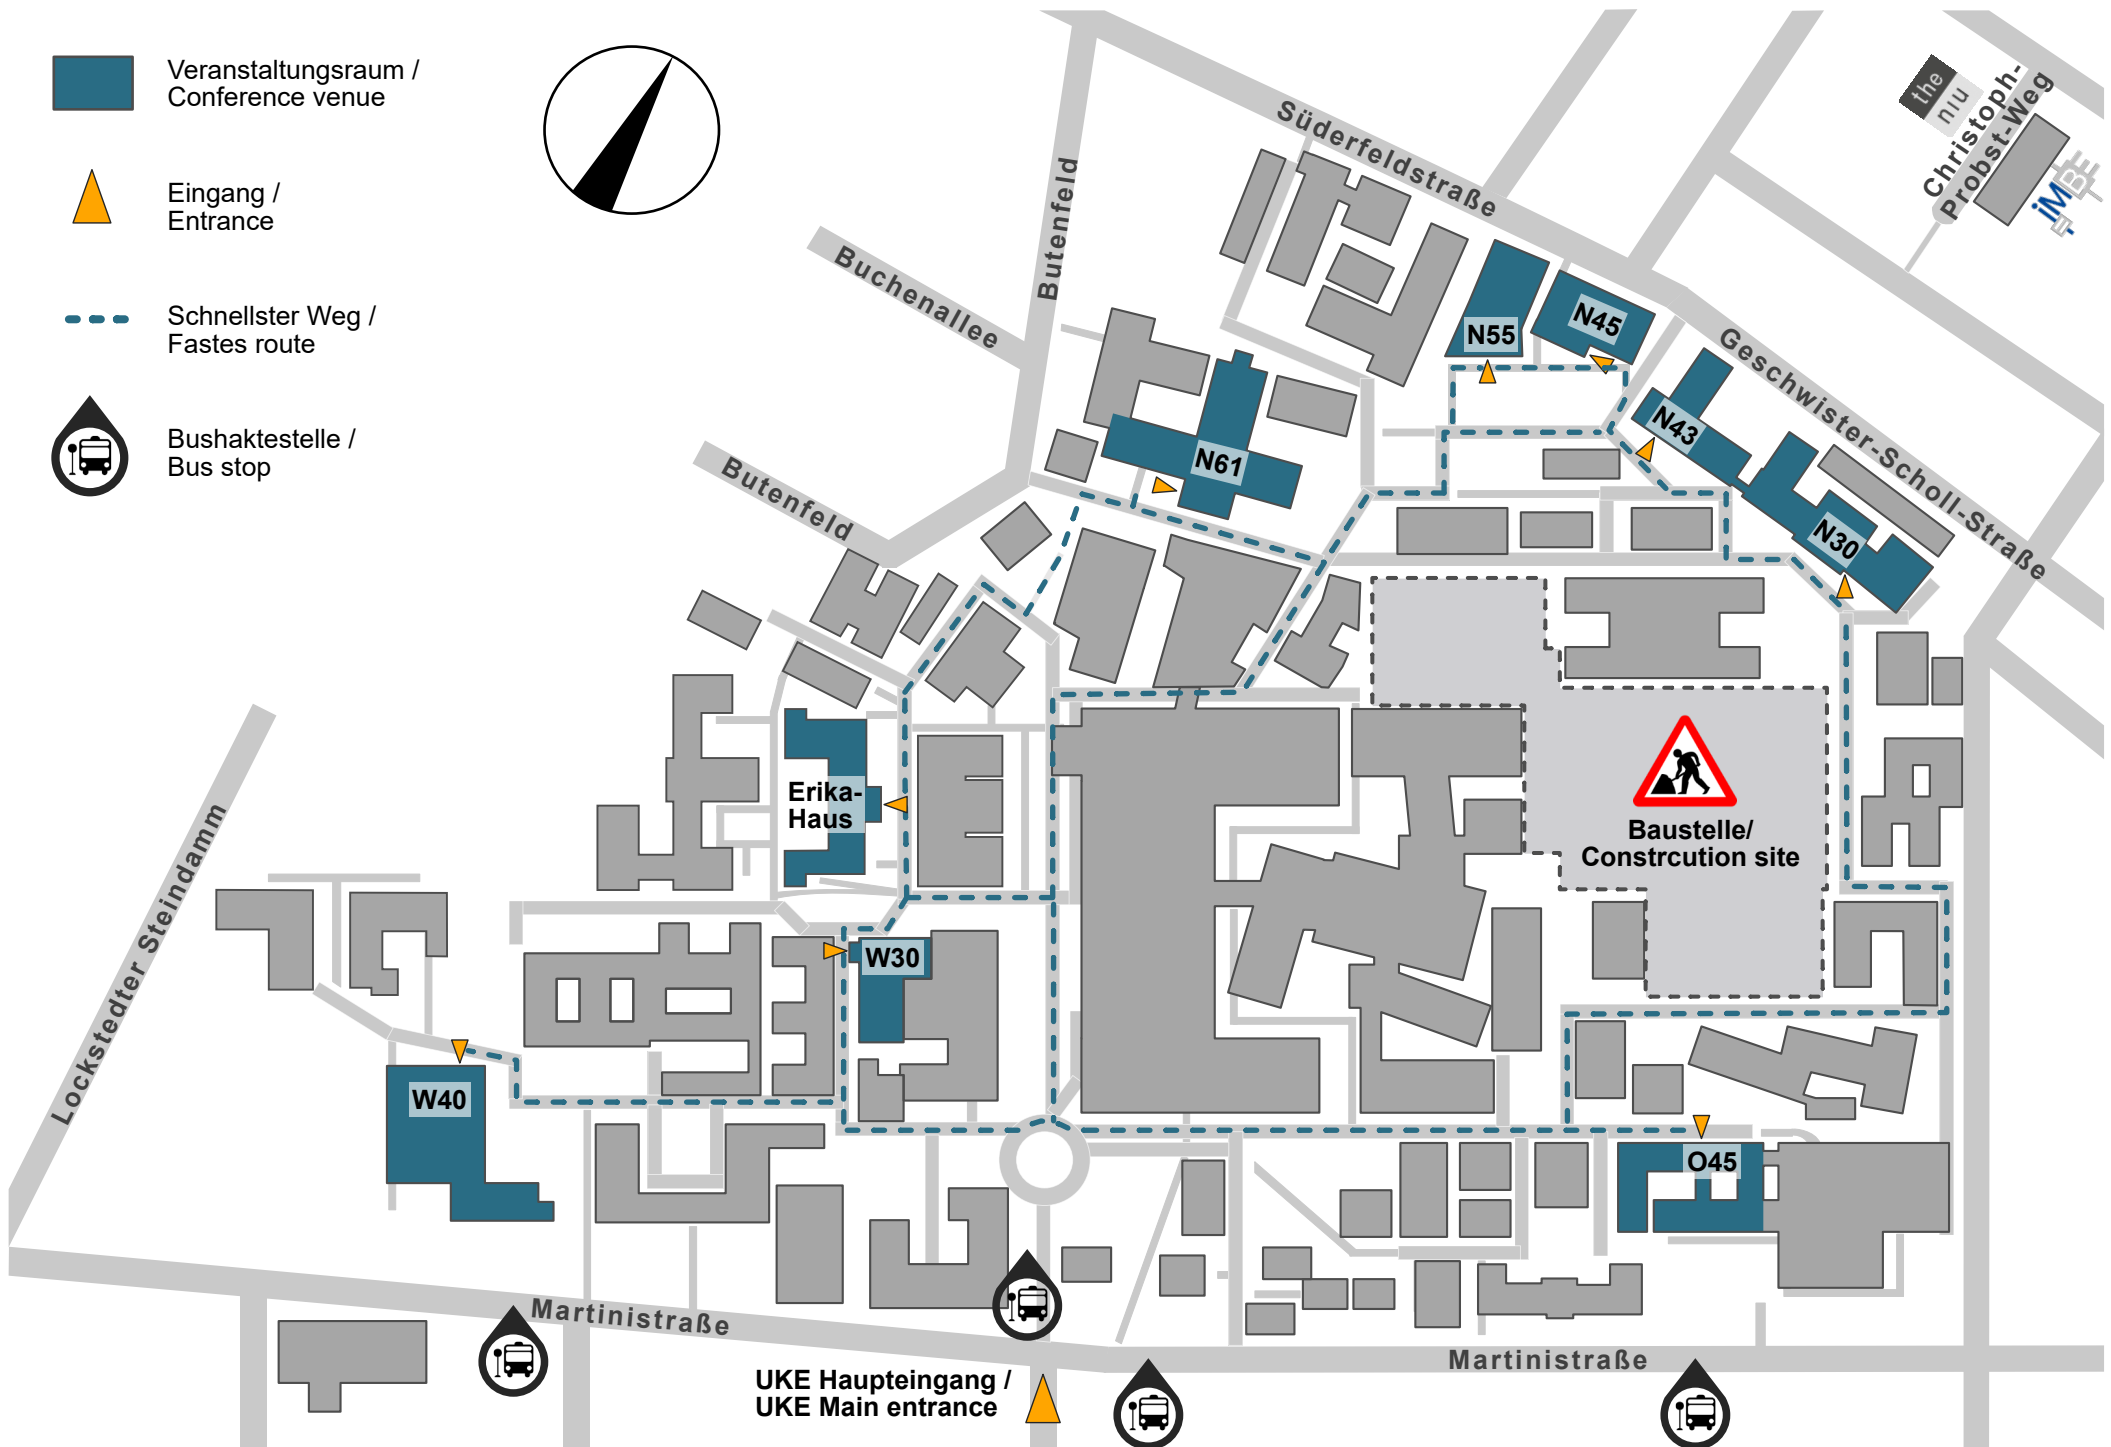 Veranstaltungsraum /
Conference venue
Eingang /
Entrance
Schnellster Weg /
Fastes route
Bushaktestelle /
Bus stop
the
niu
Christoph-
Probst-Weg
iMBE
Süderfeldstraße
Butenfeld
Buchenallee
Butenfeld
N55
N45
Geschwister-Scholl-Straße
N43
N61
N30
Erika-
Haus
Baustelle/
Constrcution site
Lockstedter Steindamm
W30
W40
O45
Martinistraße
Martinistraße
UKE Haupteingang /
UKE Main entrance